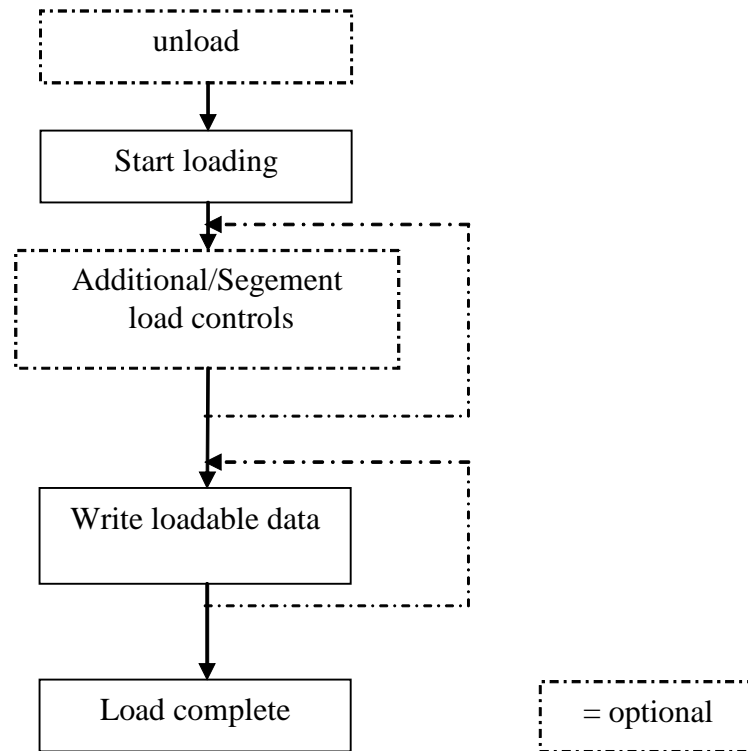 unload
Start loading
Additional/Segement
load controls
Write loadable data
Load complete
= optional